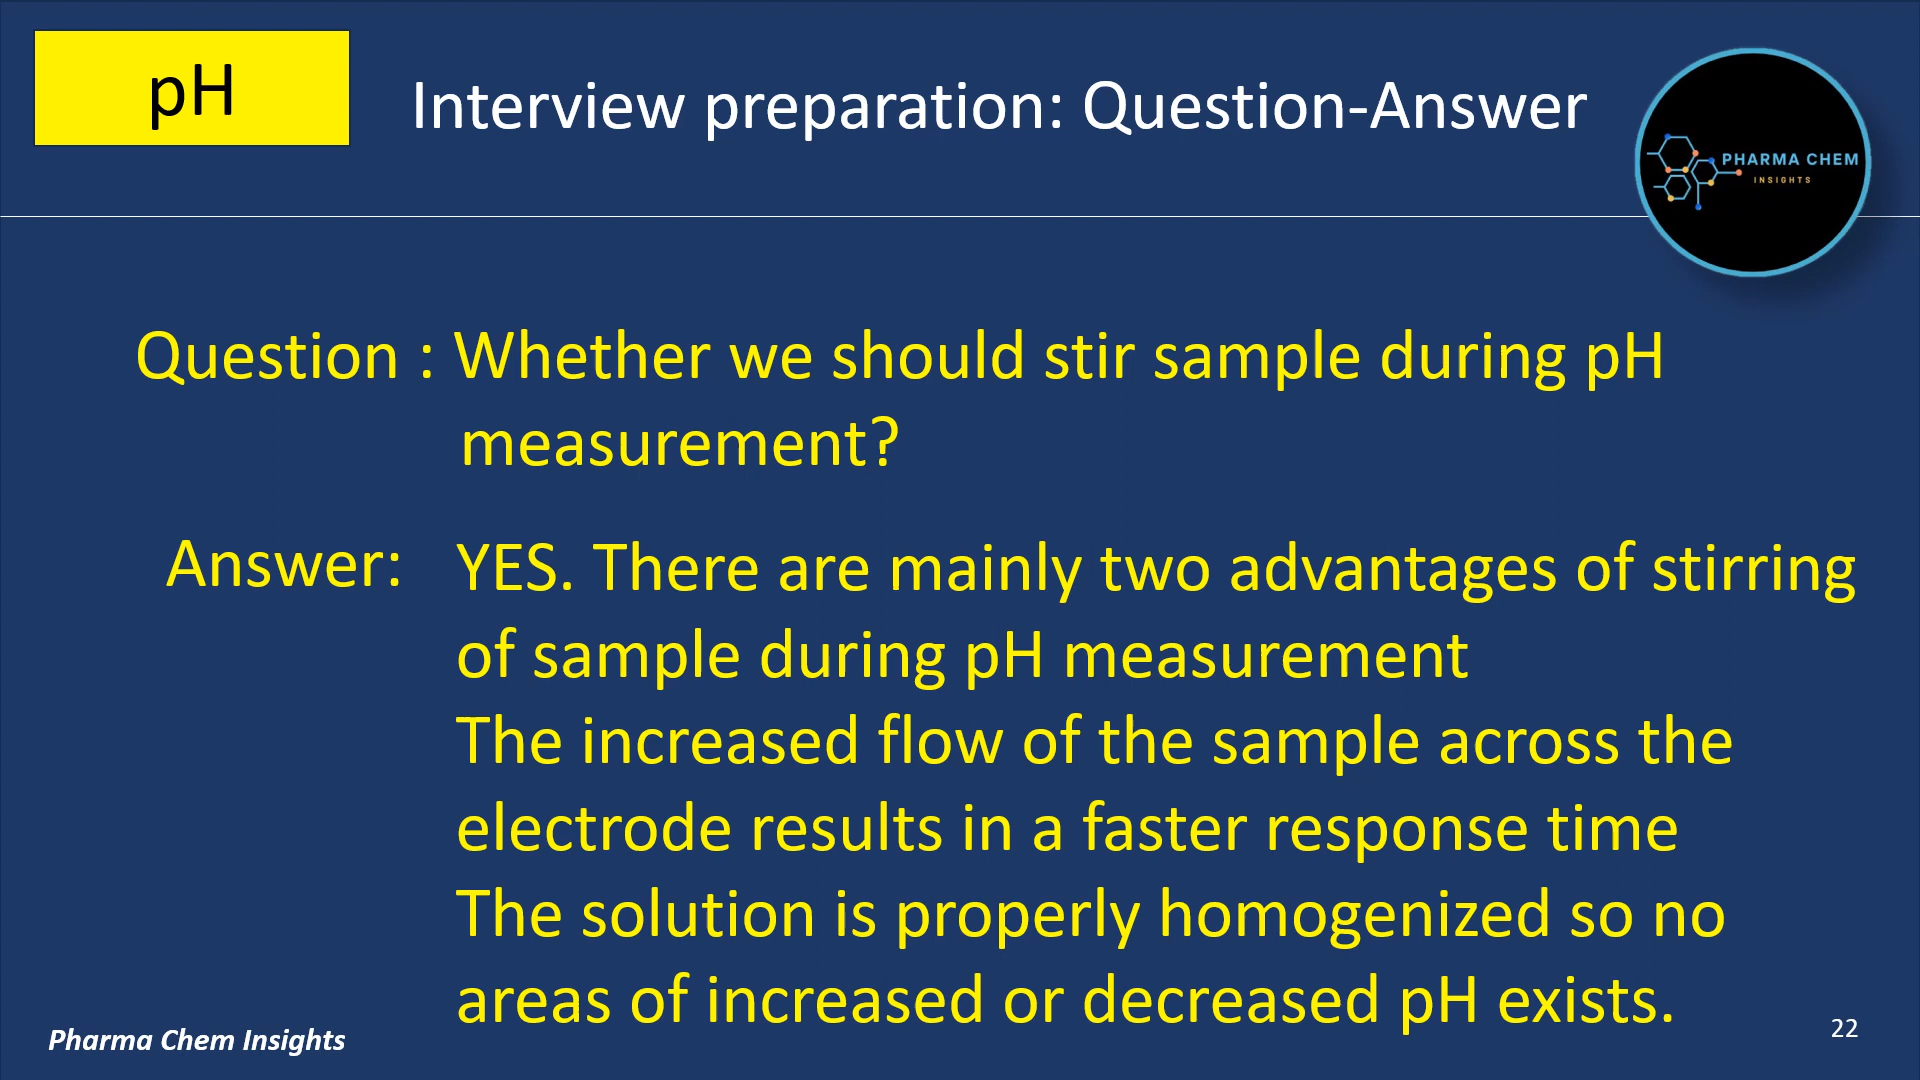 pH
Interview preparation: Question-Answer
PHARMA CHEM
INSIGHTS
Question : Whether we should stir sample during pH
measurement?
Answer: YES. There are mainly two advantages of stirring
of sample during pH measurement
The increased flow of the sample across the
electrode results in a faster response time
The solution is properly homogenized so no
areas of increased or decreased pH exists.
Pharma Chem Insights
22